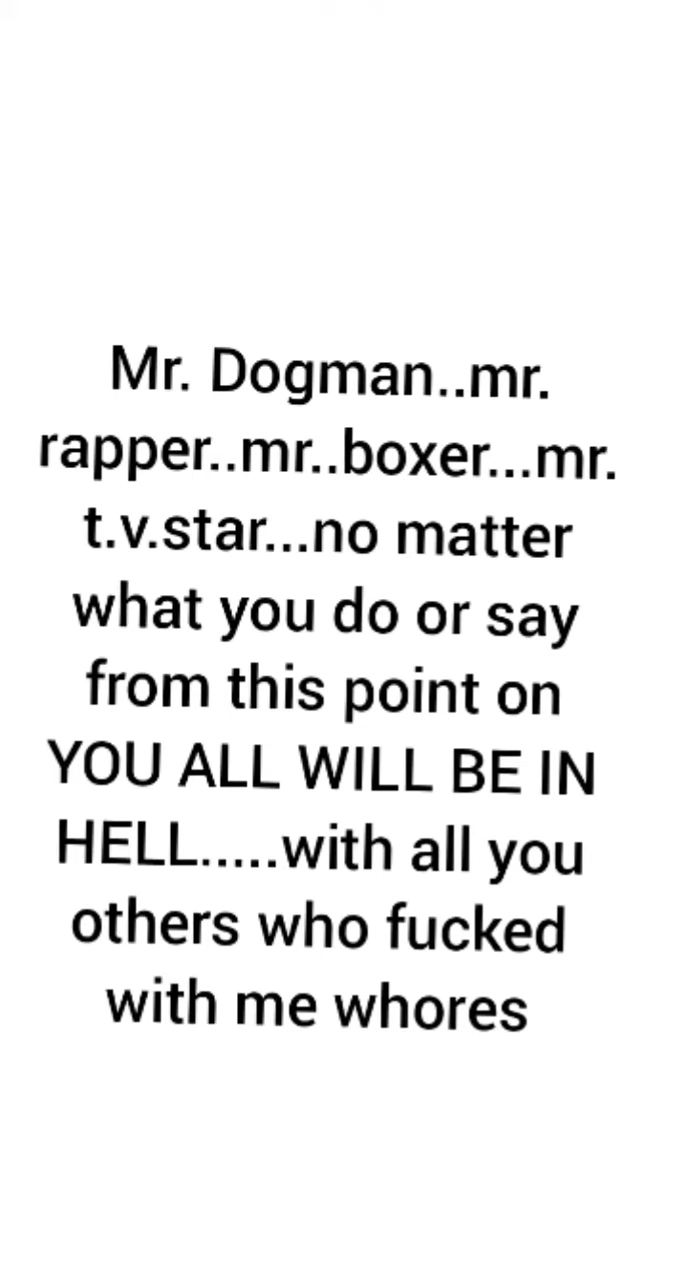 Mr. Dogman..mr.
rapper..mr..boxer...mr.
t.v.star...no matter
what you do or say
from this point on
YOU ALL WILL BE IN
HELL.....with all you
others who fucked
with me whores